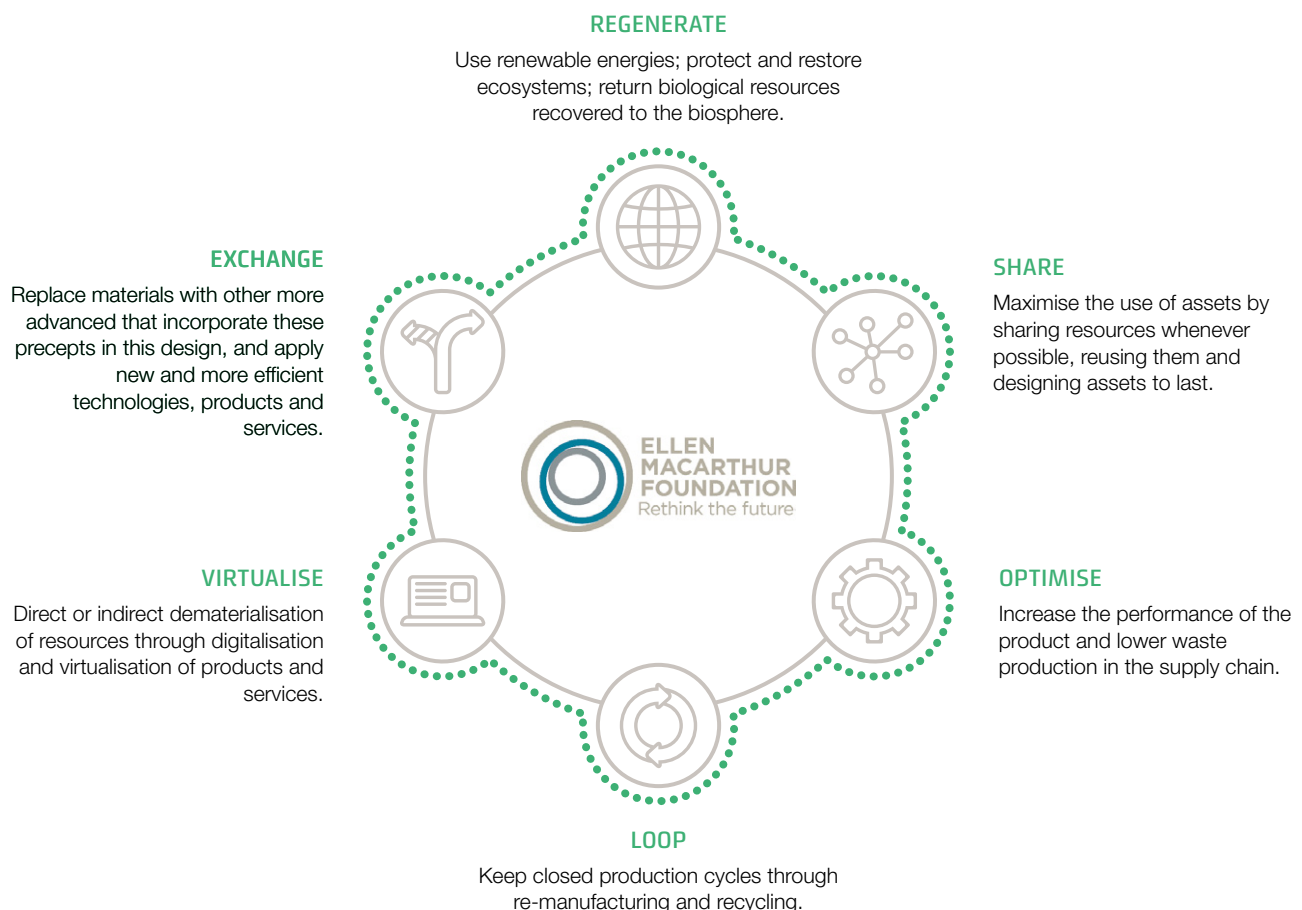 REGENERATE
Use renewable energies; protect and restore
ecosystems; return biological resources
recovered to the biosphere.
SHARE
Maximise the use of assets by
sharing resources whenever
possible, reusing them and
designing assets to last.
OPTIMISE
Increase the performance of the
product and lower waste
production in the supply chain.
LOOP
Keep closed production cycles through
re-manufacturing and recycling.
VIRTUALISE
Direct or indirect dematerialisation
of resources through digitalisation
and virtualisation of products and
services.
EXCHANGE
Replace materials with other more
advanced that incorporate these
precepts in this design, and apply
new and more efficient
technologies, products and
services.
ELLEN
MACARTHUR
FOUNDATION
Rethink the future